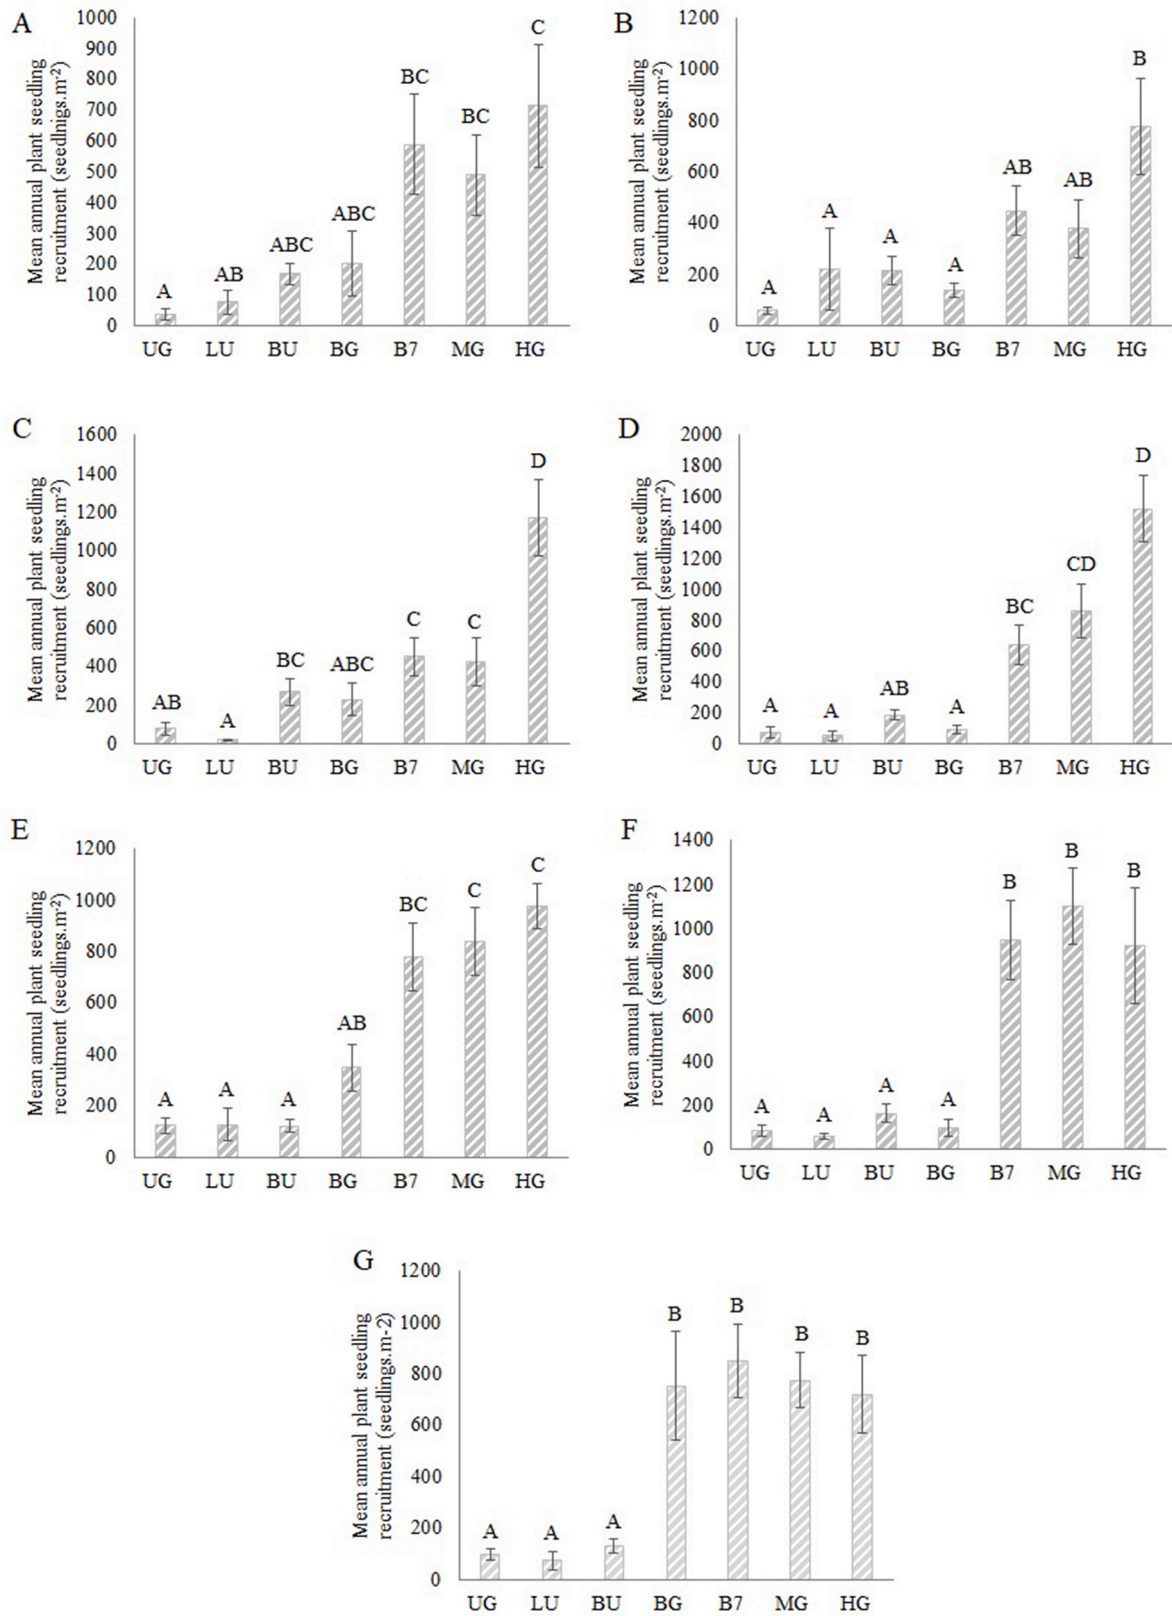 A
Mean annual plant seedling
recruitment (seedlnigs.m-2)
1000
900
800
700
600
500
400
300
200
100
0
A
AB
ABC
ABC
BC
BC
C
UG LU BU BG B7 MG HG
B
Mean annual plant seedling
recruitment (seedlings.m-2)
1200
1000
800
600
400
200
0
A
A
A
A
AB
AB
B
UG LU BU BG B7 MG HG
C
Mean annual plant seedling
recruitment (seedlings.m-2)
1600
1400
1200
1000
800
600
400
200
0
AB
A
BC
ABC
C
C
D
UG LU BU BG B7 MG HG
D
Mean annual plant seedling
recruitment (seedlings.m-2)
2000
1800
1600
1400
1200
1000
800
600
400
200
0
A
A
AB
A
BC
CD
D
UG LU BU BG B7 MG HG
E
Mean annual plant seedling
recruitment (seedlings.m-2)
1200
1000
800
600
400
200
0
A
A
A
AB
BC
C
C
UG LU BU BG B7 MG HG
F
Mean annual plant seedling
recruitment (seedlings.m-2)
1400
1200
1000
800
600
400
200
0
A
A
A
A
B
B
B
UG LU BU BG B7 MG HG
G
Mean annual plant seedling
recruitment (seedlings.m-2)
1200
1000
800
600
400
200
0
A
A
A
B
B
B
B
UG LU BU BG B7 MG HG